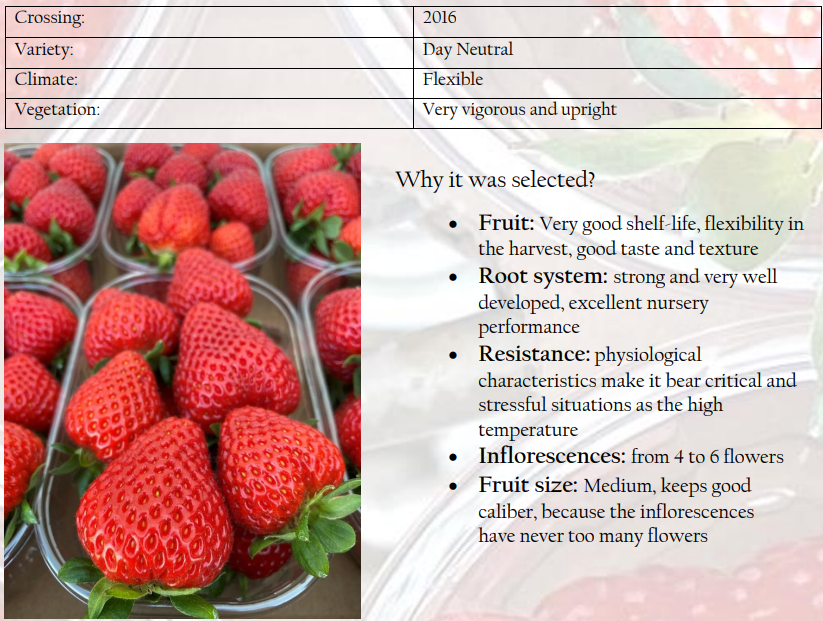 Crossing: 2016
Variety: Day Neutral
Climate: Flexible
Vegetation: Very vigorous and upright
Why it was selected?
• Fruit: Very good shelf-life, flexibility in
the harvest, good taste and texture
• Root system: strong and very well
developed, excellent nursery
performance
• Resistance: physiological
characteristics make it bear critical and
stressful situations as the high
temperature
• Inflorescences: from 4 to 6 flowers
• Fruit size: Medium, keeps good
caliber, because the inflorescences
have never too many flowers